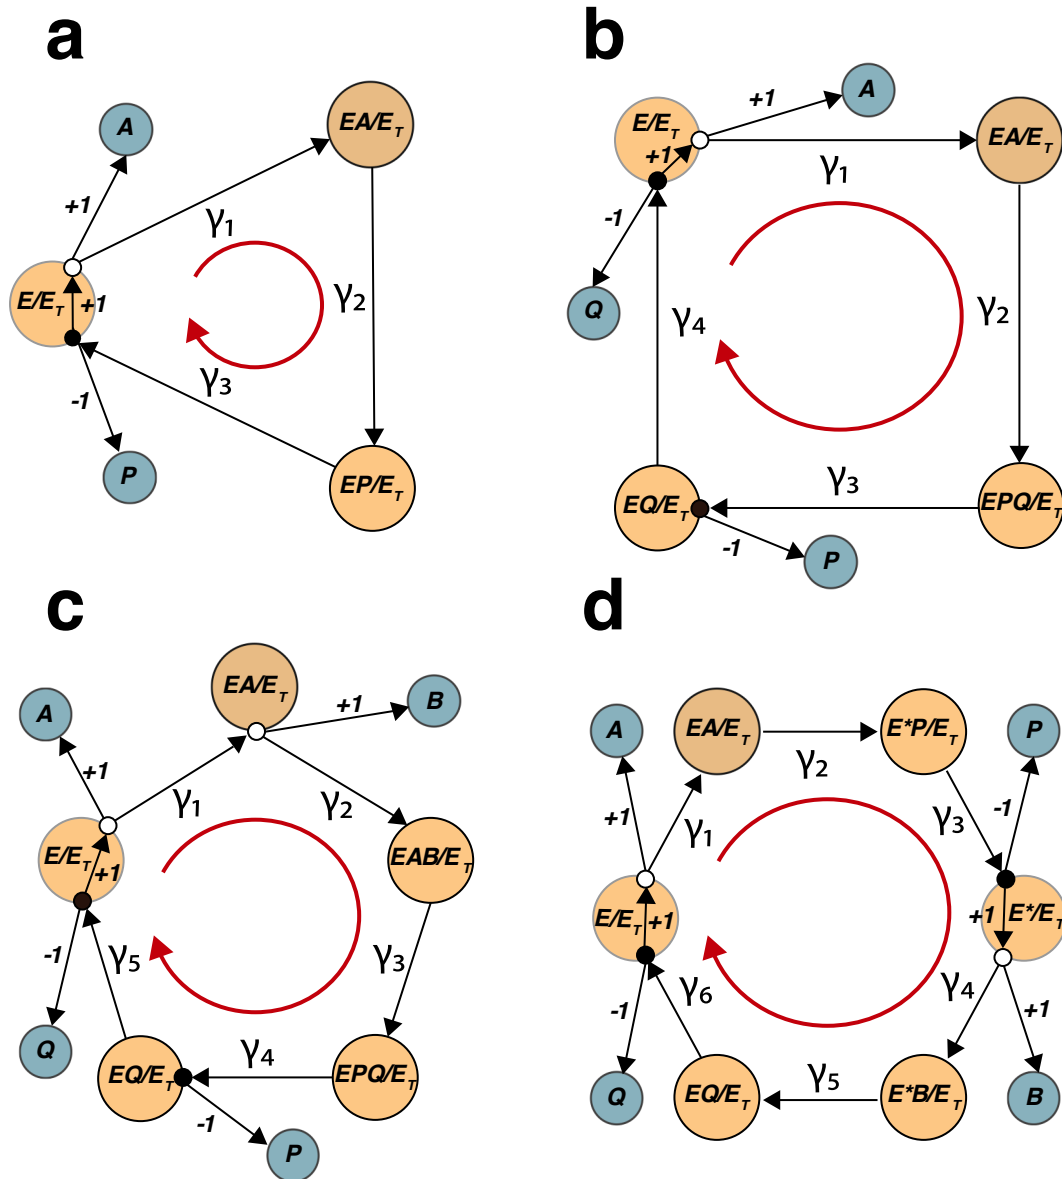 a
A
EA/E_T
+1
γ1
E/E_T
+1
γ2
γ3
-1
P
EP/E_T
b
A
+1
E/E_T
+1
EA/E_T
γ1
-1
Q
γ4
γ2
γ3
EQ/E_T
EPQ/E_T
-1
P
c
EA/E_T
A
+1
B
+1
γ1
γ2
E/E_T
+1
EAB/E_T
γ5
γ3
-1
Q
γ4
EQ/E_T
EPQ/E_T
-1
P
d
A
EA/E_T
E*P/E_T
P
γ2
+1
γ1
γ3
-1
E/E_T
+1
+1
E*/E_T
γ6
γ4
-1
+1
γ5
Q
EQ/E_T
E*B/E_T
B